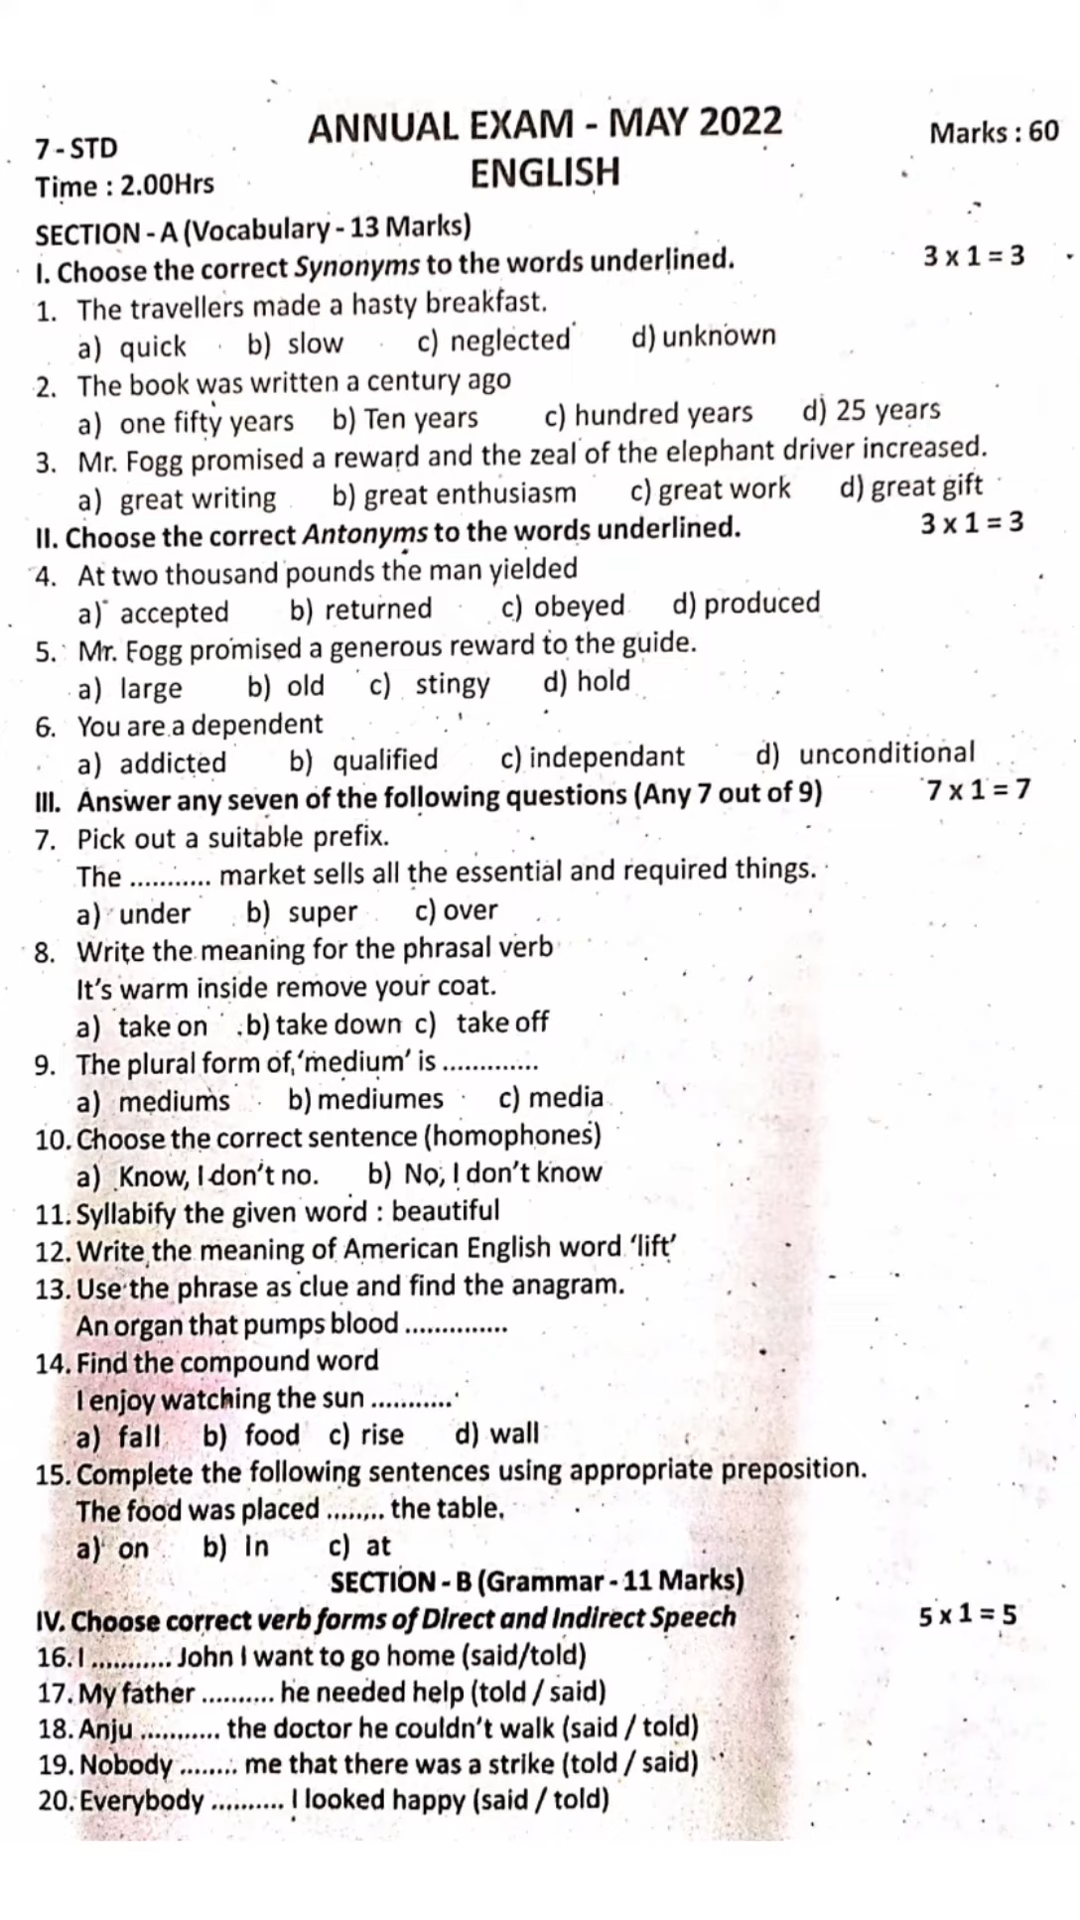 ANNUAL EXAM - MAY 2022
7 - STD
Marks : 60
ENGLISH
Time : 2.00Hrs
SECTION - A (Vocabulary - 13 Marks)
I. Choose the correct Synonyms to the words underlined. 3 x 1 = 3
1. The travellers made a hasty breakfast.
a) quick b) slow c) neglected d) unknown
2. The book was written a century ago
a) one fifty years b) Ten years c) hundred years d) 25 years
3. Mr. Fogg promised a reward and the zeal of the elephant driver increased.
a) great writing b) great enthusiasm c) great work d) great gift
II. Choose the correct Antonyms to the words underlined. 3 x 1 = 3
4. At two thousand pounds the man yielded
a) accepted b) returned c) obeyed d) produced
5. Mr. Fogg promised a generous reward to the guide.
a) large b) old c) stingy d) hold
6. You are a dependent
a) addicted b) qualified c) independant d) unconditional
III. Answer any seven of the following questions (Any 7 out of 9) 7 x 1 = 7
7. Pick out a suitable prefix.
The ........... market sells all the essential and required things.
a) under b) super c) over
8. Write the meaning for the phrasal verb
It's warm inside remove your coat.
a) take on b) take down c) take off
9. The plural form of 'medium' is .............
a) mediums b) mediumes c) media
10. Choose the correct sentence (homophones)
a) Know, I don't no. b) No, I don't know
11. Syllabify the given word : beautiful
12. Write the meaning of American English word 'lift'
13. Use the phrase as clue and find the anagram.
An organ that pumps blood ..............
14. Find the compound word
I enjoy watching the sun ...........
a) fall b) food c) rise d) wall
15. Complete the following sentences using appropriate preposition.
The food was placed ........ the table.
a) on b) in c) at
SECTION - B (Grammar - 11 Marks)
IV. Choose correct verb forms of Direct and Indirect Speech 5 x 1 = 5
16. I ........... John I want to go home (said/told)
17. My father .......... he needed help (told / said)
18. Anju ........... the doctor he couldn't walk (said / told)
19. Nobody ........ me that there was a strike (told / said)
20. Everybody .......... I looked happy (said / told)